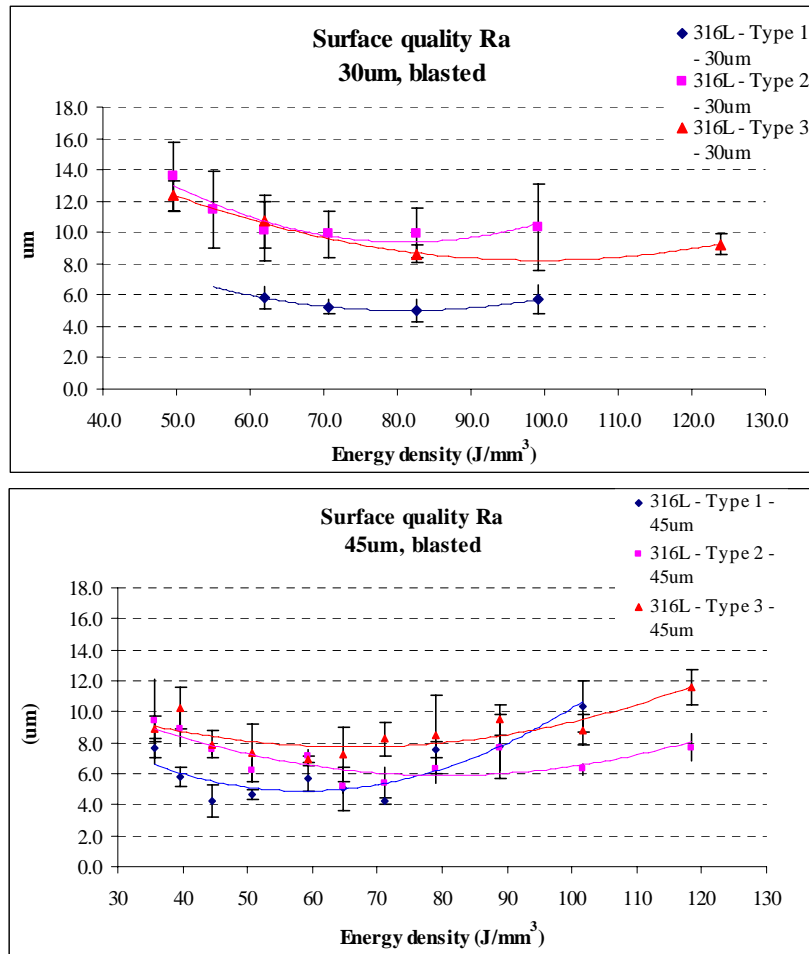 Surface quality Ra
30um, blasted
316L - Type 1
- 30um
316L - Type 2
- 30um
316L - Type 3
- 30um
18.0
16.0
14.0
12.0
10.0
8.0
6.0
4.0
2.0
0.0
um
40.0 50.0 60.0 70.0 80.0 90.0 100.0 110.0 120.0 130.0
Energy density (J/mm³)
Surface quality Ra
45um, blasted
316L - Type 1 -
45um
316L - Type 2 -
45um
316L - Type 3 -
45um
18.0
16.0
14.0
12.0
10.0
8.0
6.0
4.0
2.0
0.0
(um)
30 40 50 60 70 80 90 100 110 120 130
Energy density (J/mm³)